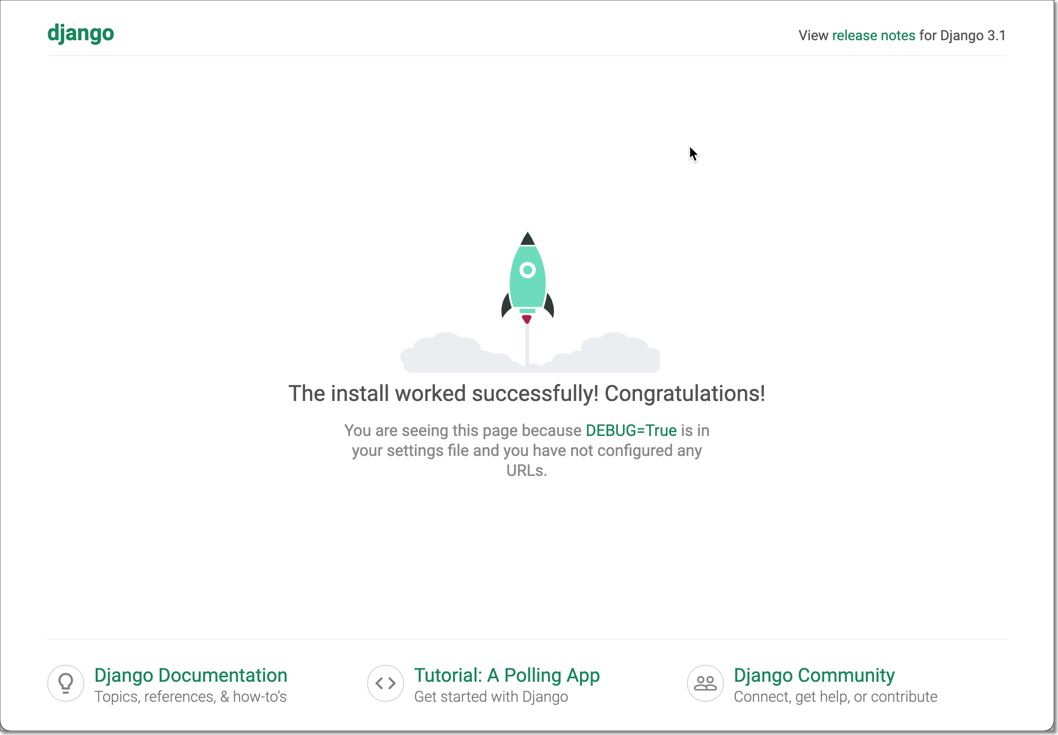 django
View release notes for Django 3.1
The install worked successfully! Congratulations!
You are seeing this page because DEBUG=True is in
your settings file and you have not configured any
URLs.
Django Documentation
Topics, references, & how-to’s
Tutorial: A Polling App
Get started with Django
Django Community
Connect, get help, or contribute